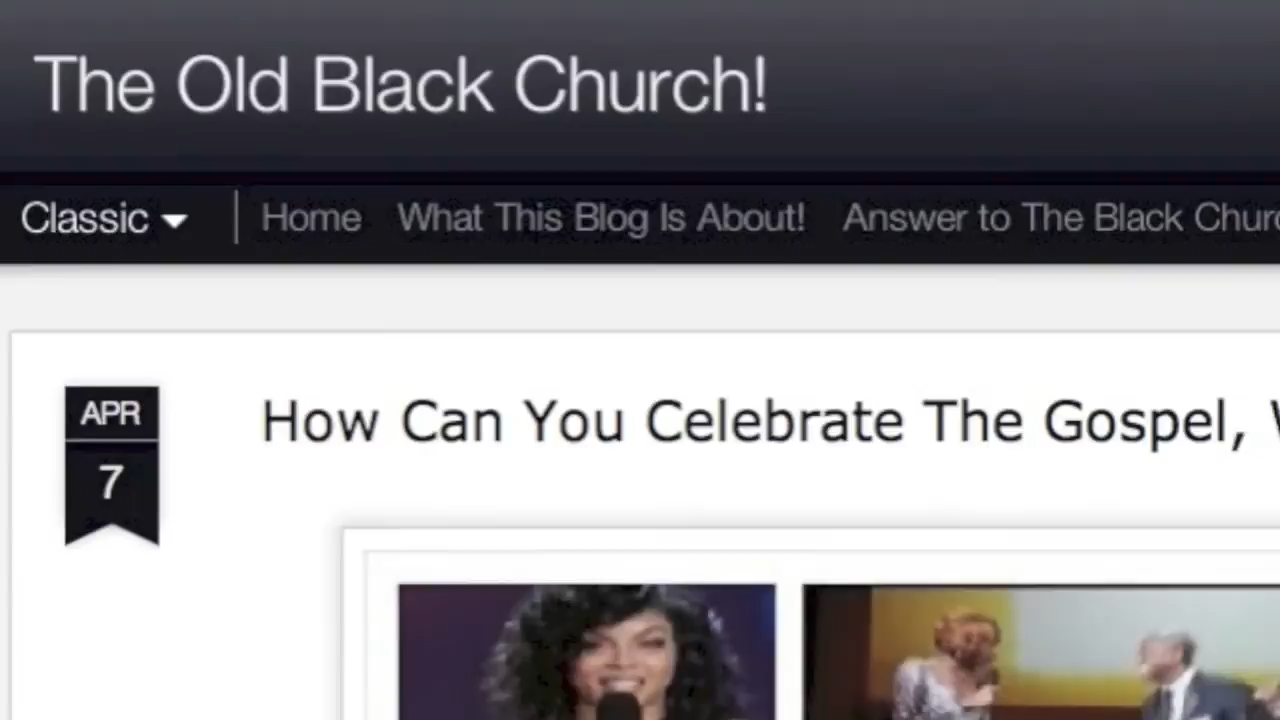 The Old Black Church!
Classic Home What This Blog Is About! Answer to The Black
APR
7
How Can You Celebrate The Gospel,